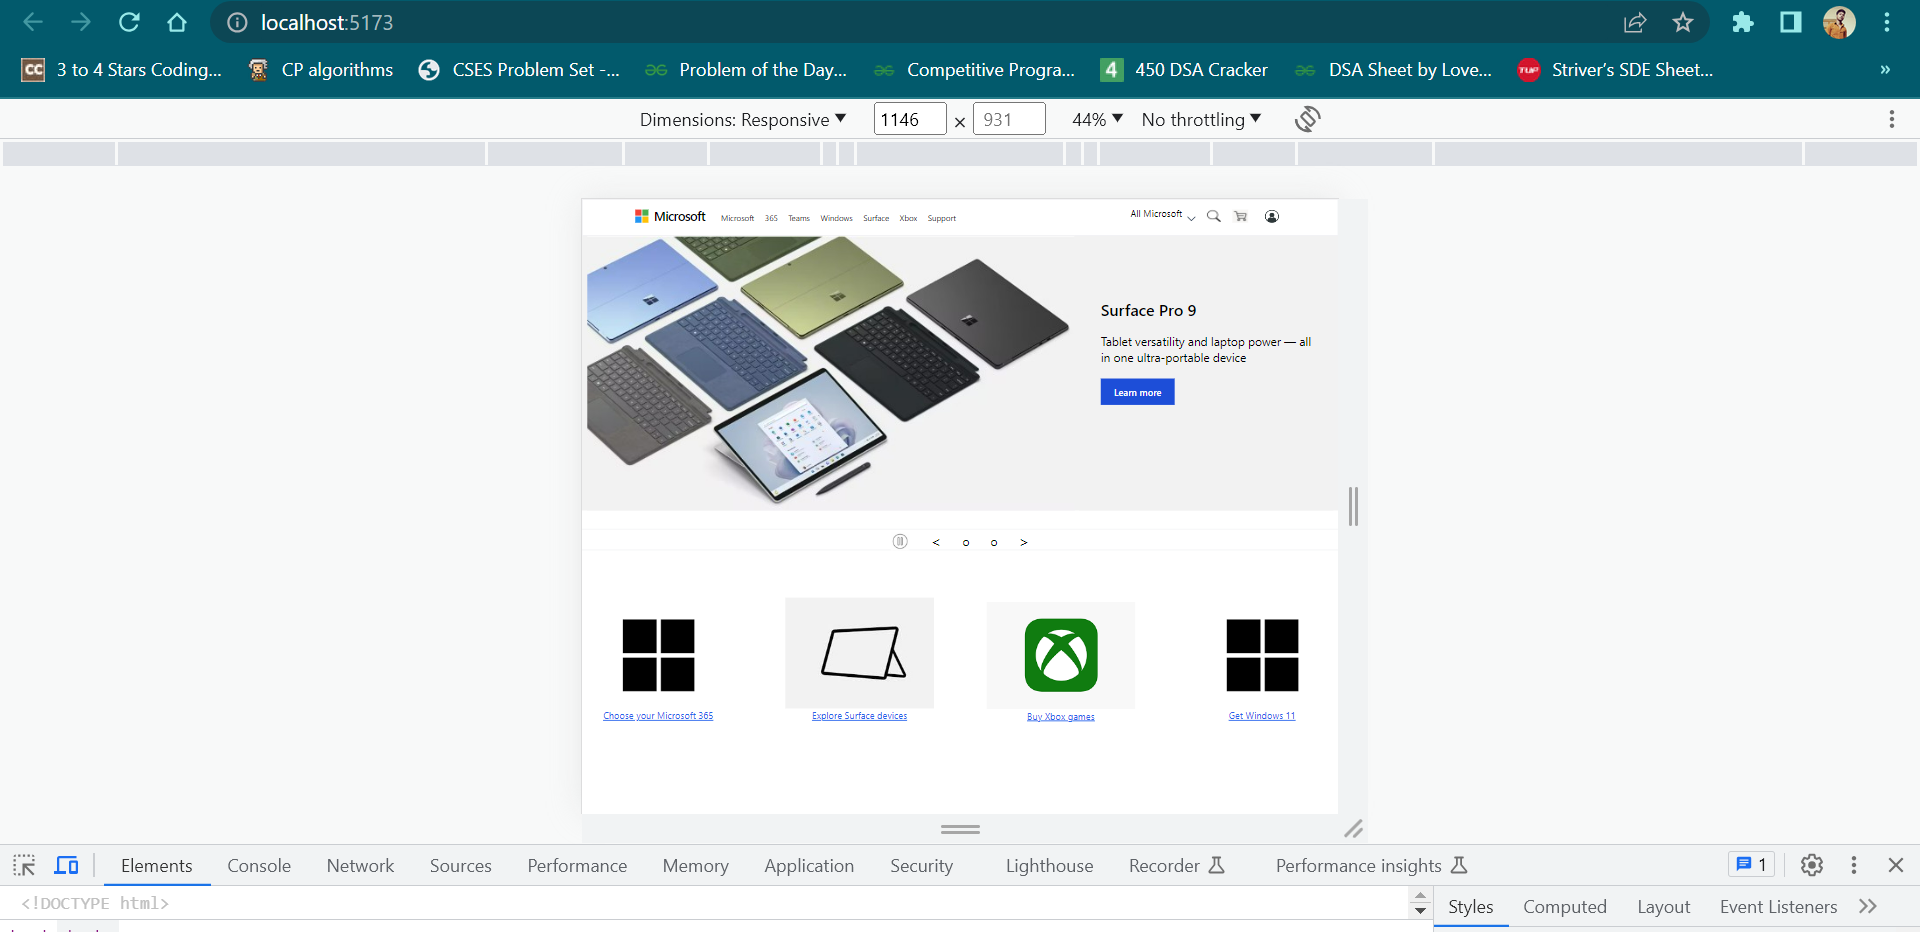 localhost:5173
CC 3 to 4 Stars Coding... CP algorithms CSES Problem Set -... Problem of the Day... Competitive Progra... 4 450 DSA Cracker DSA Sheet by Love... TUF Striver's SDE Sheet... »
Dimensions: Responsive 1146 × 931 44% No throttling
Microsoft Microsoft 365 Teams Windows Surface Xbox Support All Microsoft
Surface Pro 9
Tablet versatility and laptop power — all
in one ultra-portable device
Learn more
< ○ ○ >
Choose your Microsoft 365 Explore Surface devices Buy Xbox games Get Windows 11
Elements Console Network Sources Performance Memory Application Security Lighthouse Recorder Performance insights 1
<!DOCTYPE html>
Styles Computed Layout Event Listeners